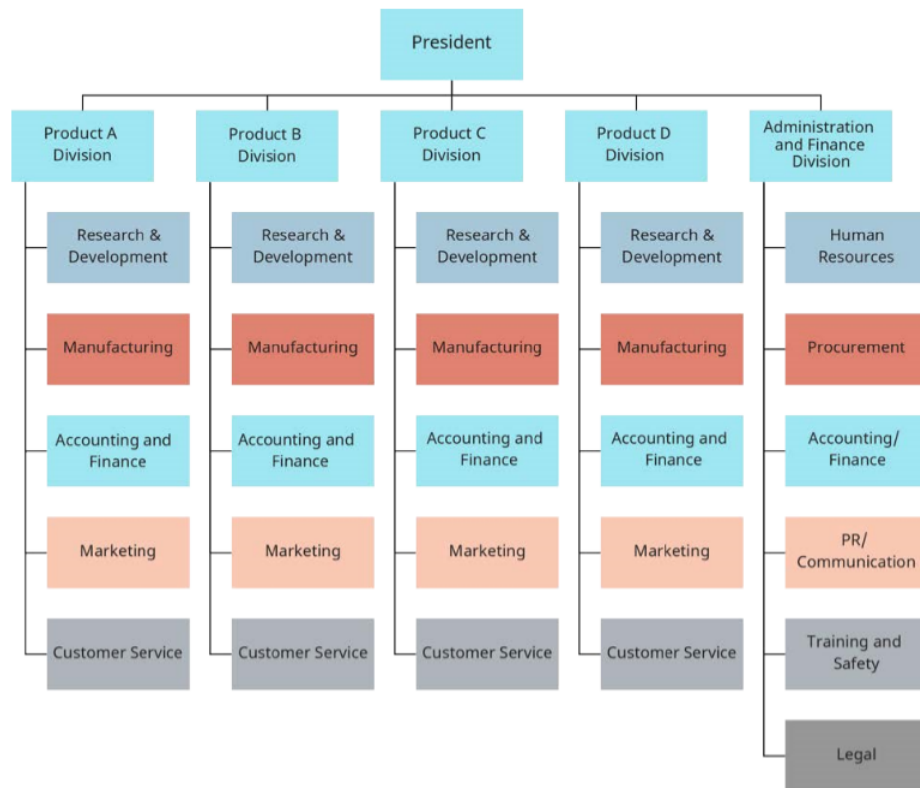 President
Product A
Division
Product B
Division
Product C
Division
Product D
Division
Administration
and Finance
Division
Research &
Development
Research &
Development
Research &
Development
Research &
Development
Human
Resources
Manufacturing
Manufacturing
Manufacturing
Manufacturing
Procurement
Accounting and
Finance
Accounting and
Finance
Accounting and
Finance
Accounting and
Finance
Accounting/
Finance
Marketing
Marketing
Marketing
Marketing
PR/
Communication
Customer Service
Customer Service
Customer Service
Customer Service
Training and
Safety
Legal